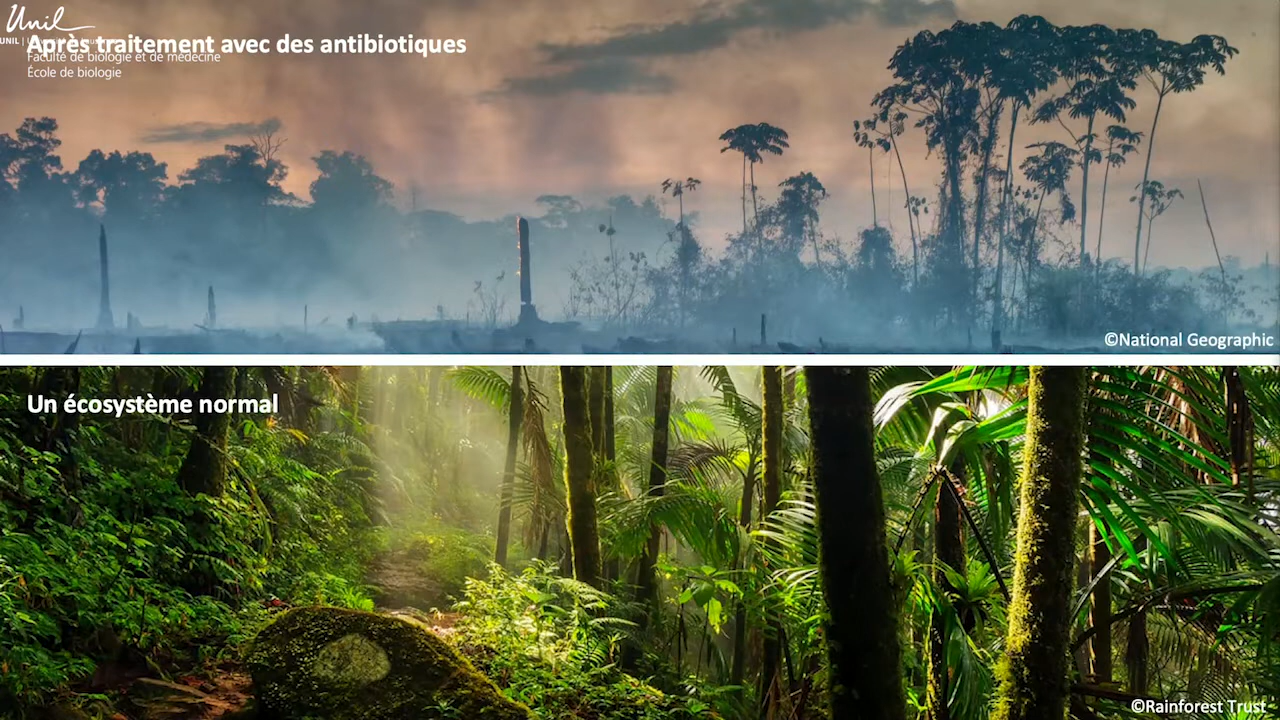 Unil
UNIL |
Après traitement avec des antibiotiques
Faculté de biologie et de médecine
École de biologie
©National Geographic
Un écosystème normal
©Rainforest Trust